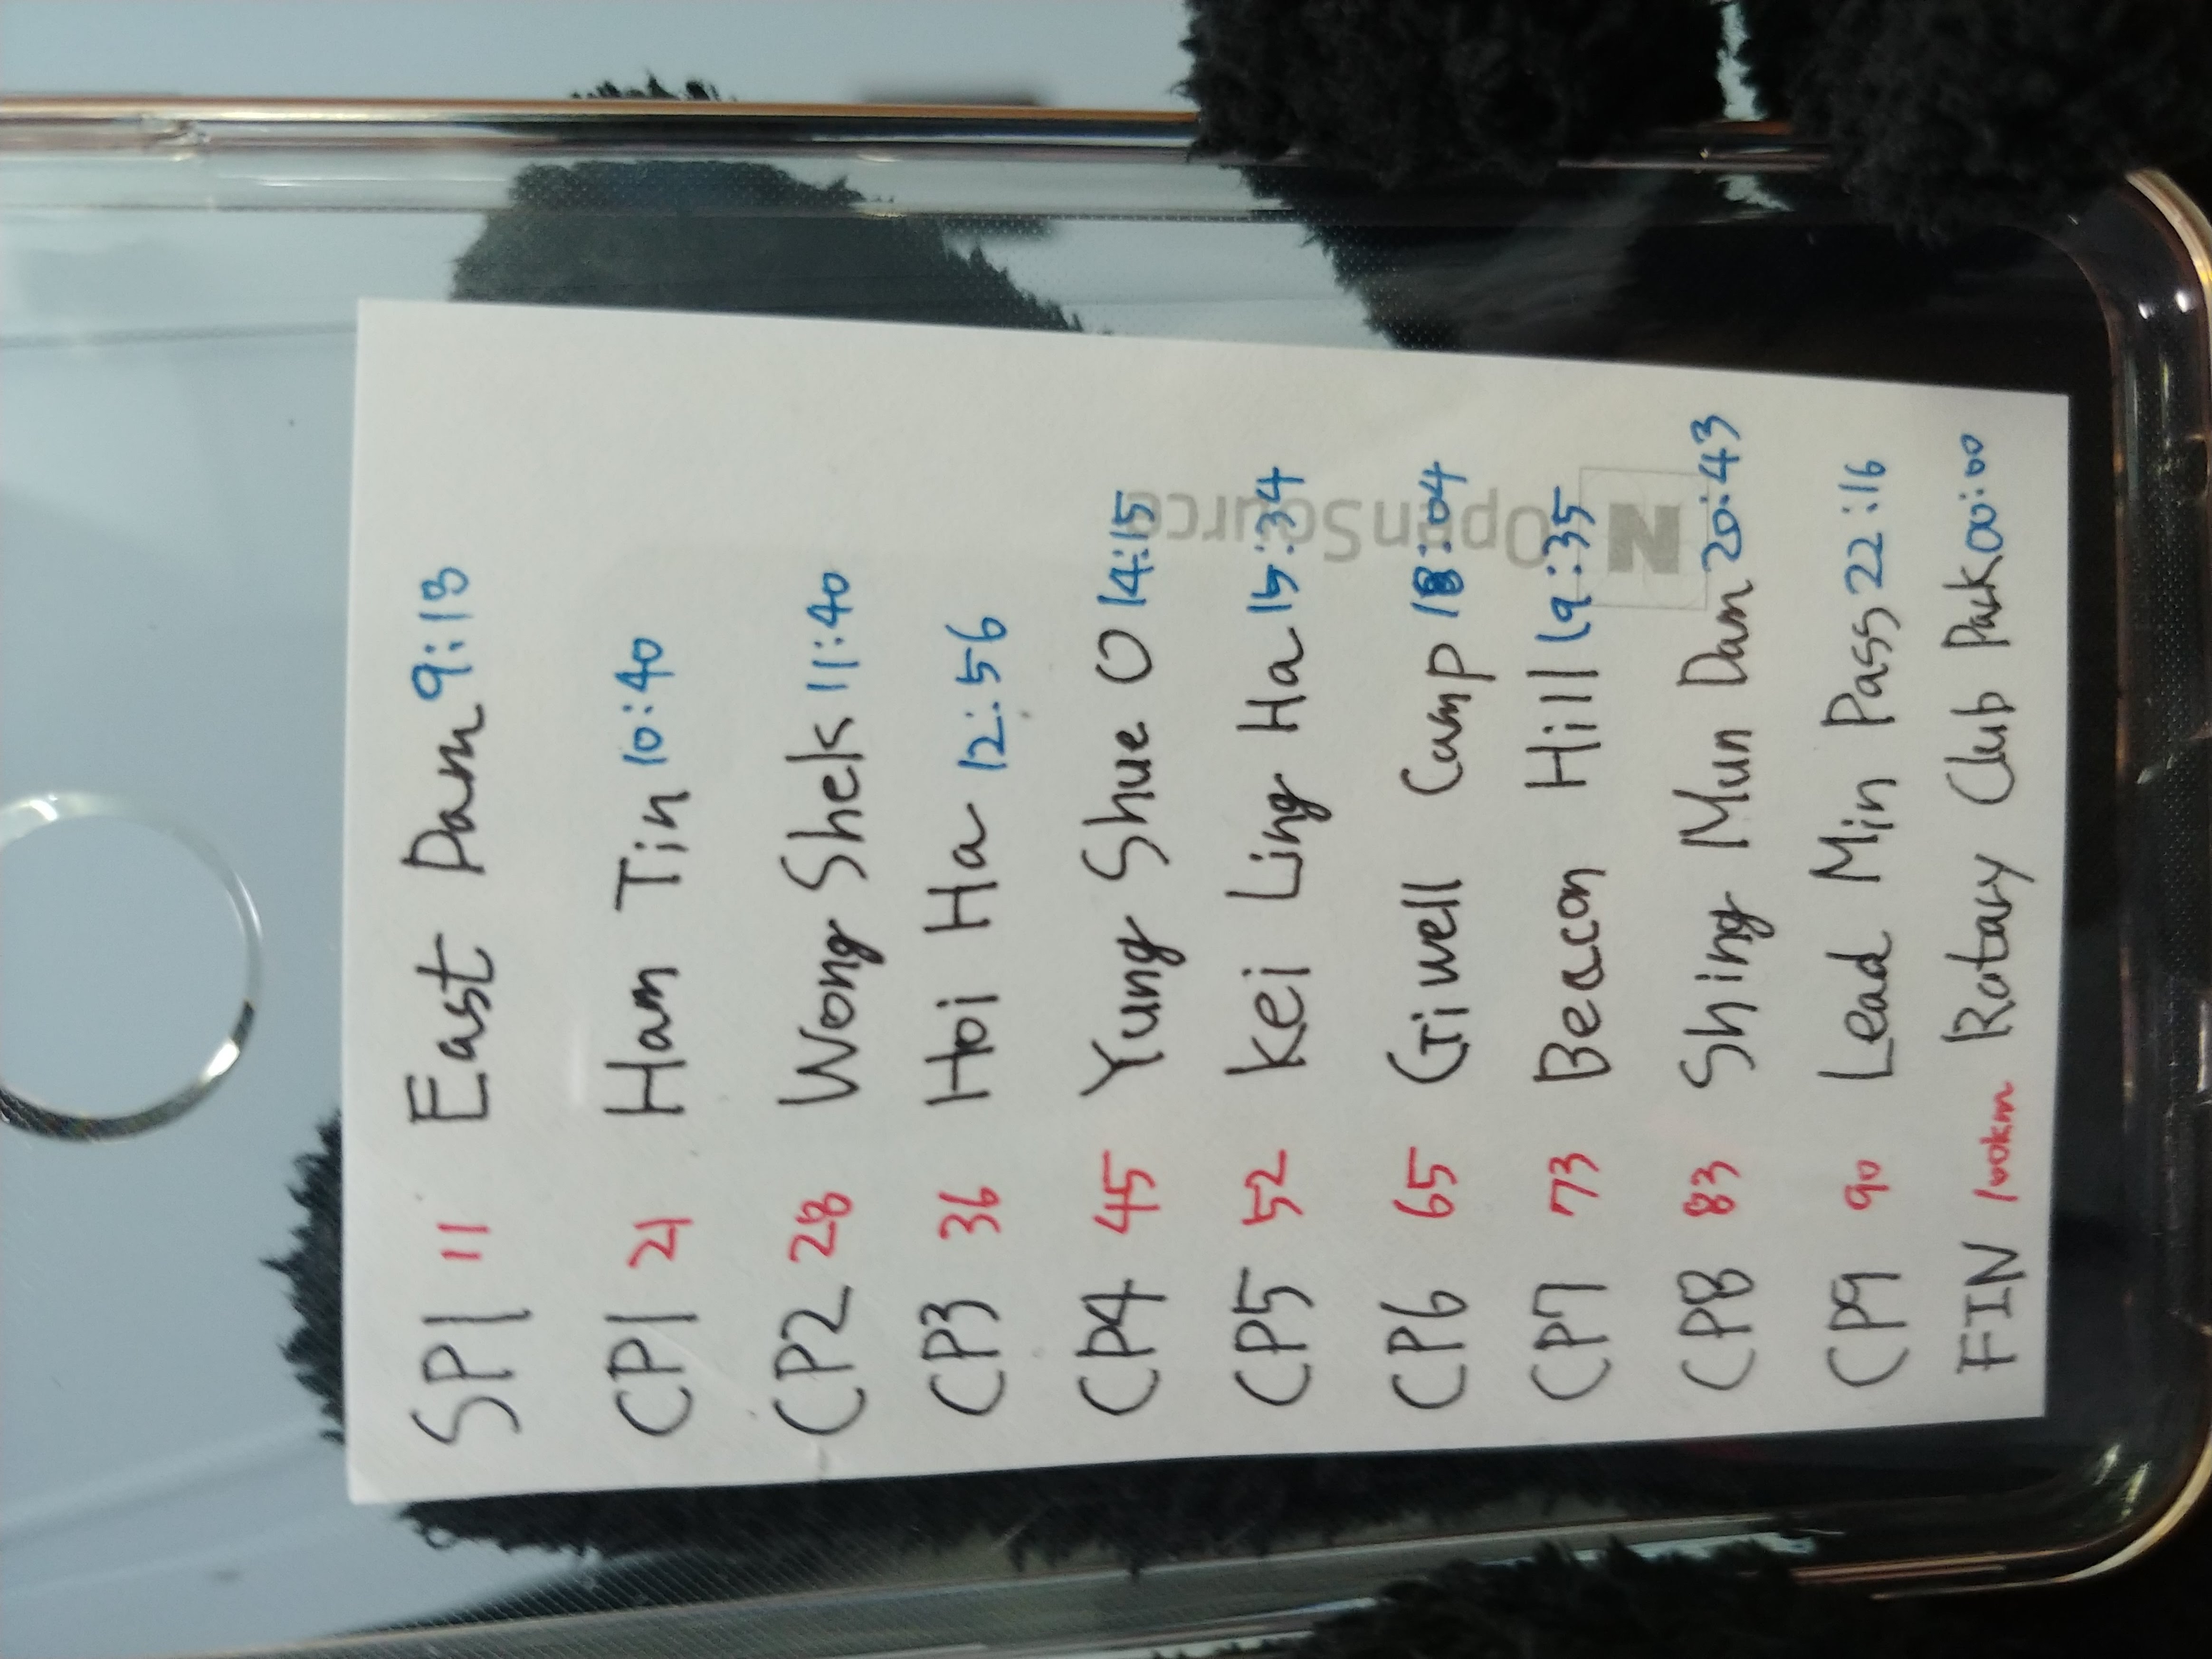 SP1 11 East Dam 9:13
CP1 21 Ham Tin 10:40
CP2 28 Wong Shek 11:40
CP3 36 Hoi Ha 12:56
CP4 45 Yung Shue O 14:15
CP5 52 Kei Ling Ha 15:34
CP6 65 Giwell Camp 18:04
CP7 73 Beacon Hill 19:35
CP8 83 Shing Mun Dam 20:43
CP9 90 Lead Min Pass 22:16
FIN 100km Rotary Club Park 00:00
N OpenSource